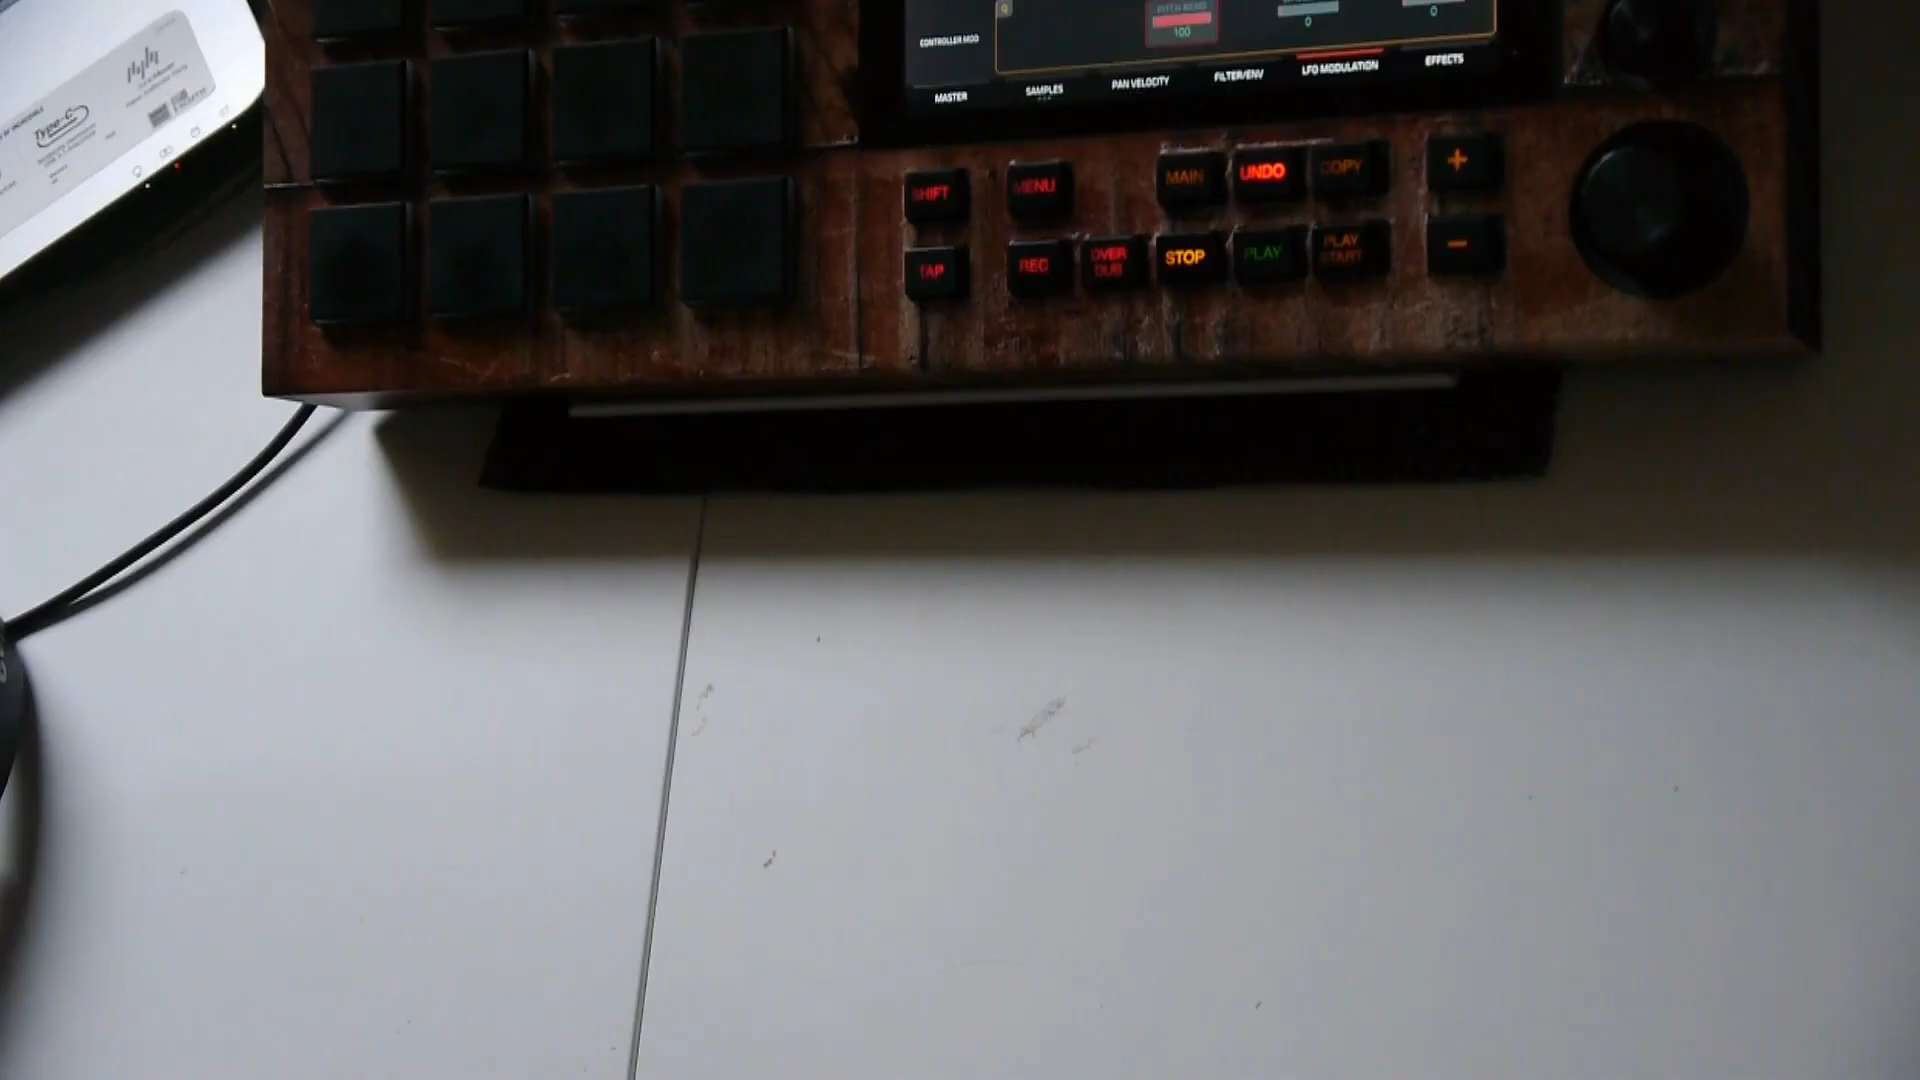 Type-C
CONTROLLER MOD
PITCH BEND
100
0
0
MASTER
SAMPLES
PAN VELOCITY
FILTER/ENV
LFO MODULATION
EFFECTS
SHIFT
MENU
MAIN
UNDO
COPY
+
TAP
REC
OVER
DUB
STOP
PLAY
PLAY
START
-